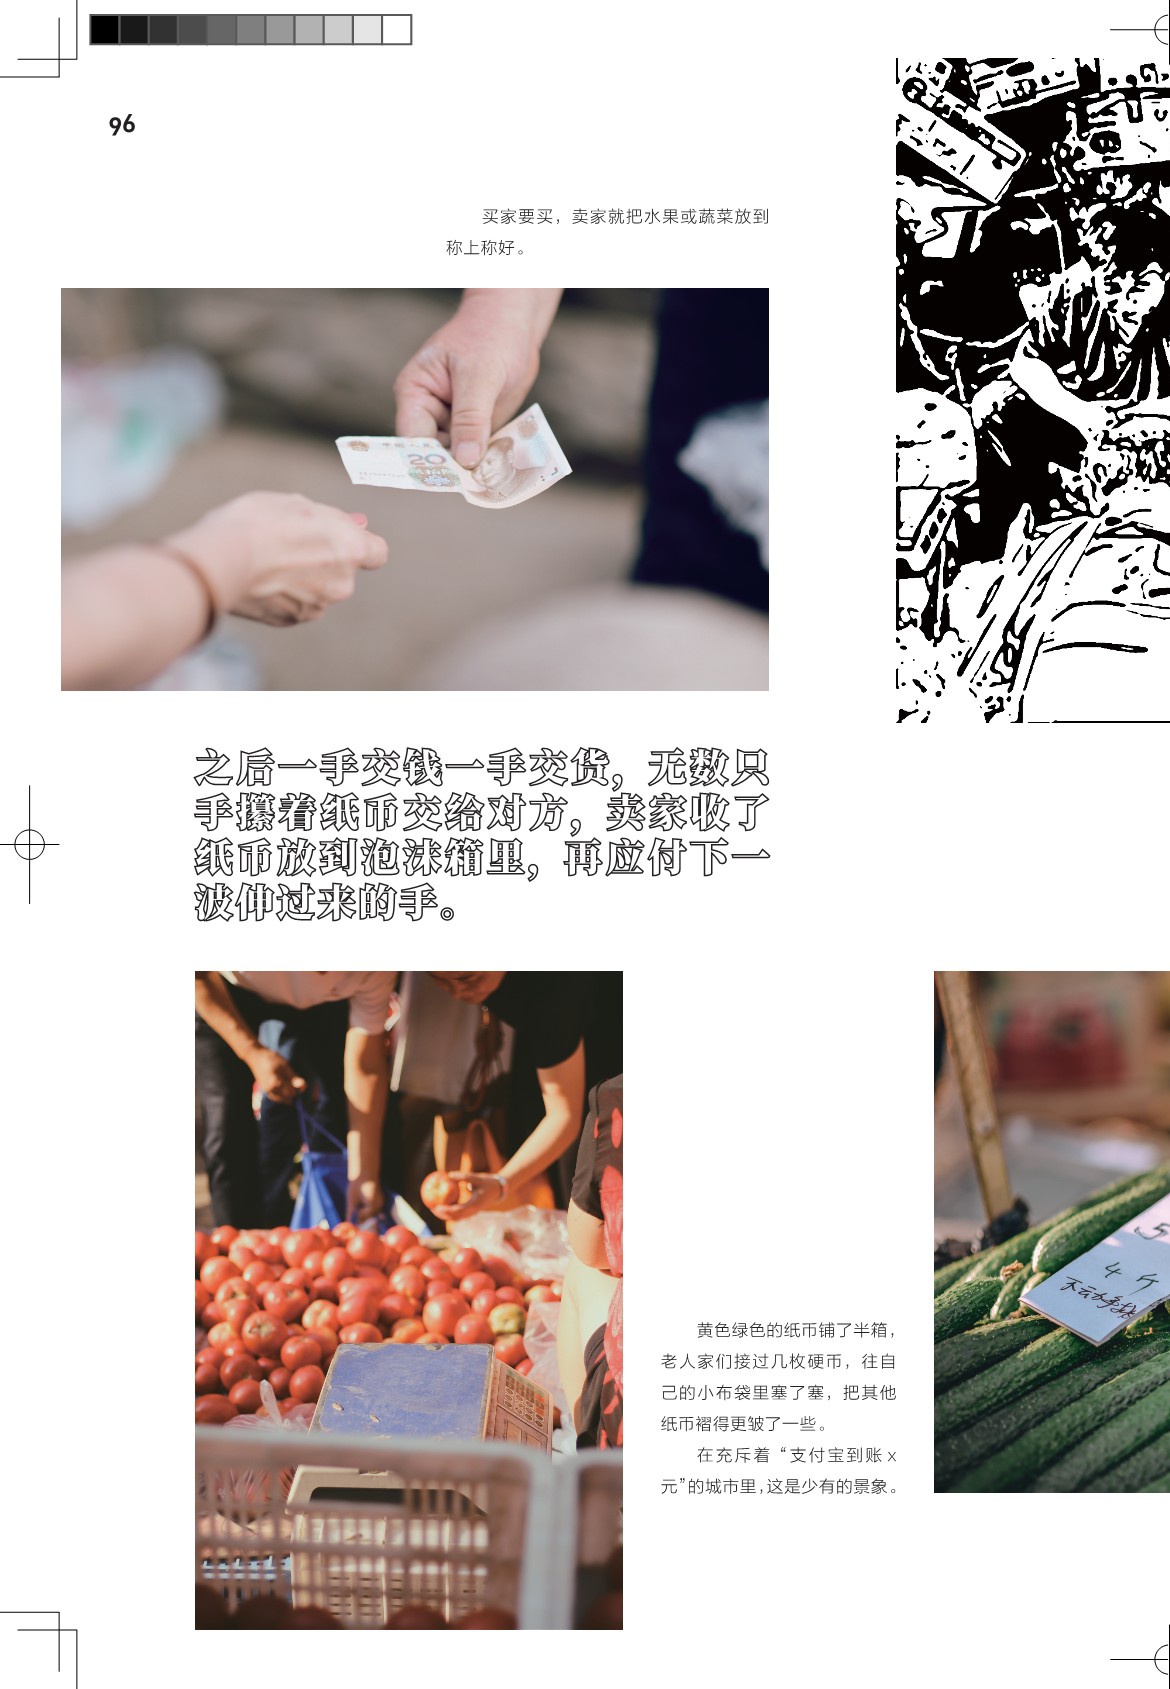 96
买家要买，卖家就把水果或蔬菜放到
称上称好。
20
之后一手交钱一手交货，无数只
手攥着纸币交给对方，卖家收了
纸币放到泡沫箱里，再应付下一
波伸过来的手。
5
4斤
黄色绿色的纸币铺了半箱，
老人家们接过几枚硬币，往自
己的小布袋里塞了塞，把其他
纸币褶得更皱了一些。
在充斥着“支付宝到账 x
元”的城市里，这是少有的景象。